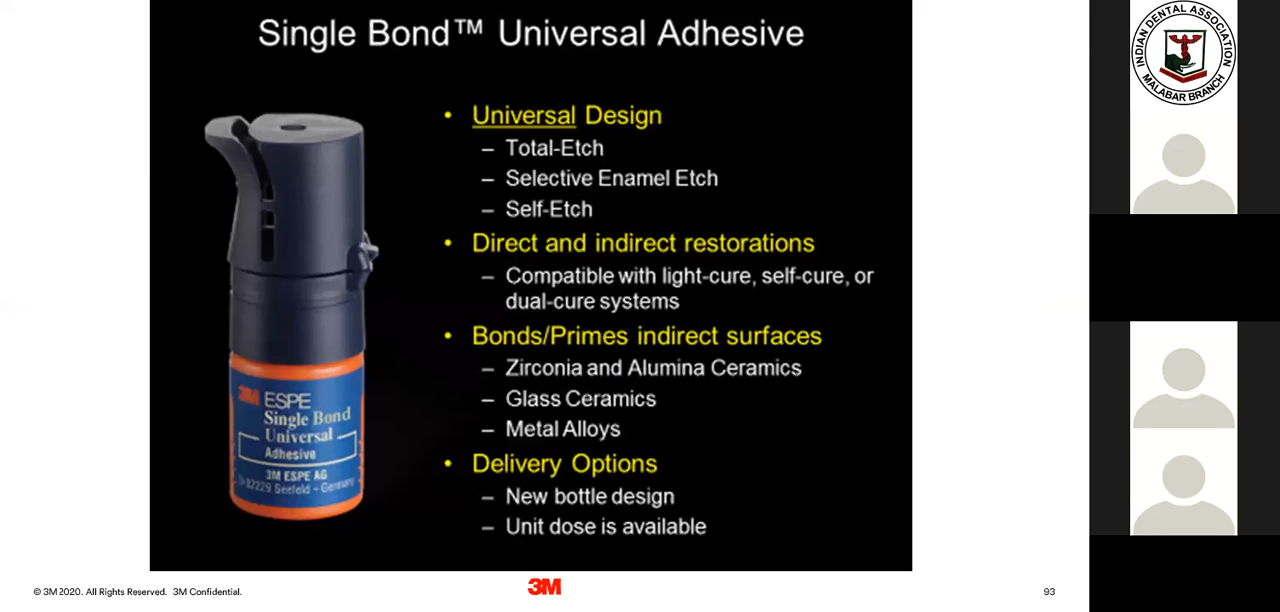 Single Bond™ Universal Adhesive
• Universal Design
– Total-Etch
– Selective Enamel Etch
– Self-Etch
• Direct and indirect restorations
– Compatible with light-cure, self-cure, or
dual-cure systems
• Bonds/Primes indirect surfaces
– Zirconia and Alumina Ceramics
– Glass Ceramics
– Metal Alloys
• Delivery Options
– New bottle design
– Unit dose is available
3M ESPE
Single Bond
Universal
Adhesive
3M ESPE AG
D-82229 Seefeld – Germany
© 3M 2020. All Rights Reserved. 3M Confidential.
3M
93
INDIAN DENTAL ASSOCIATION
MALABAR BRANCH